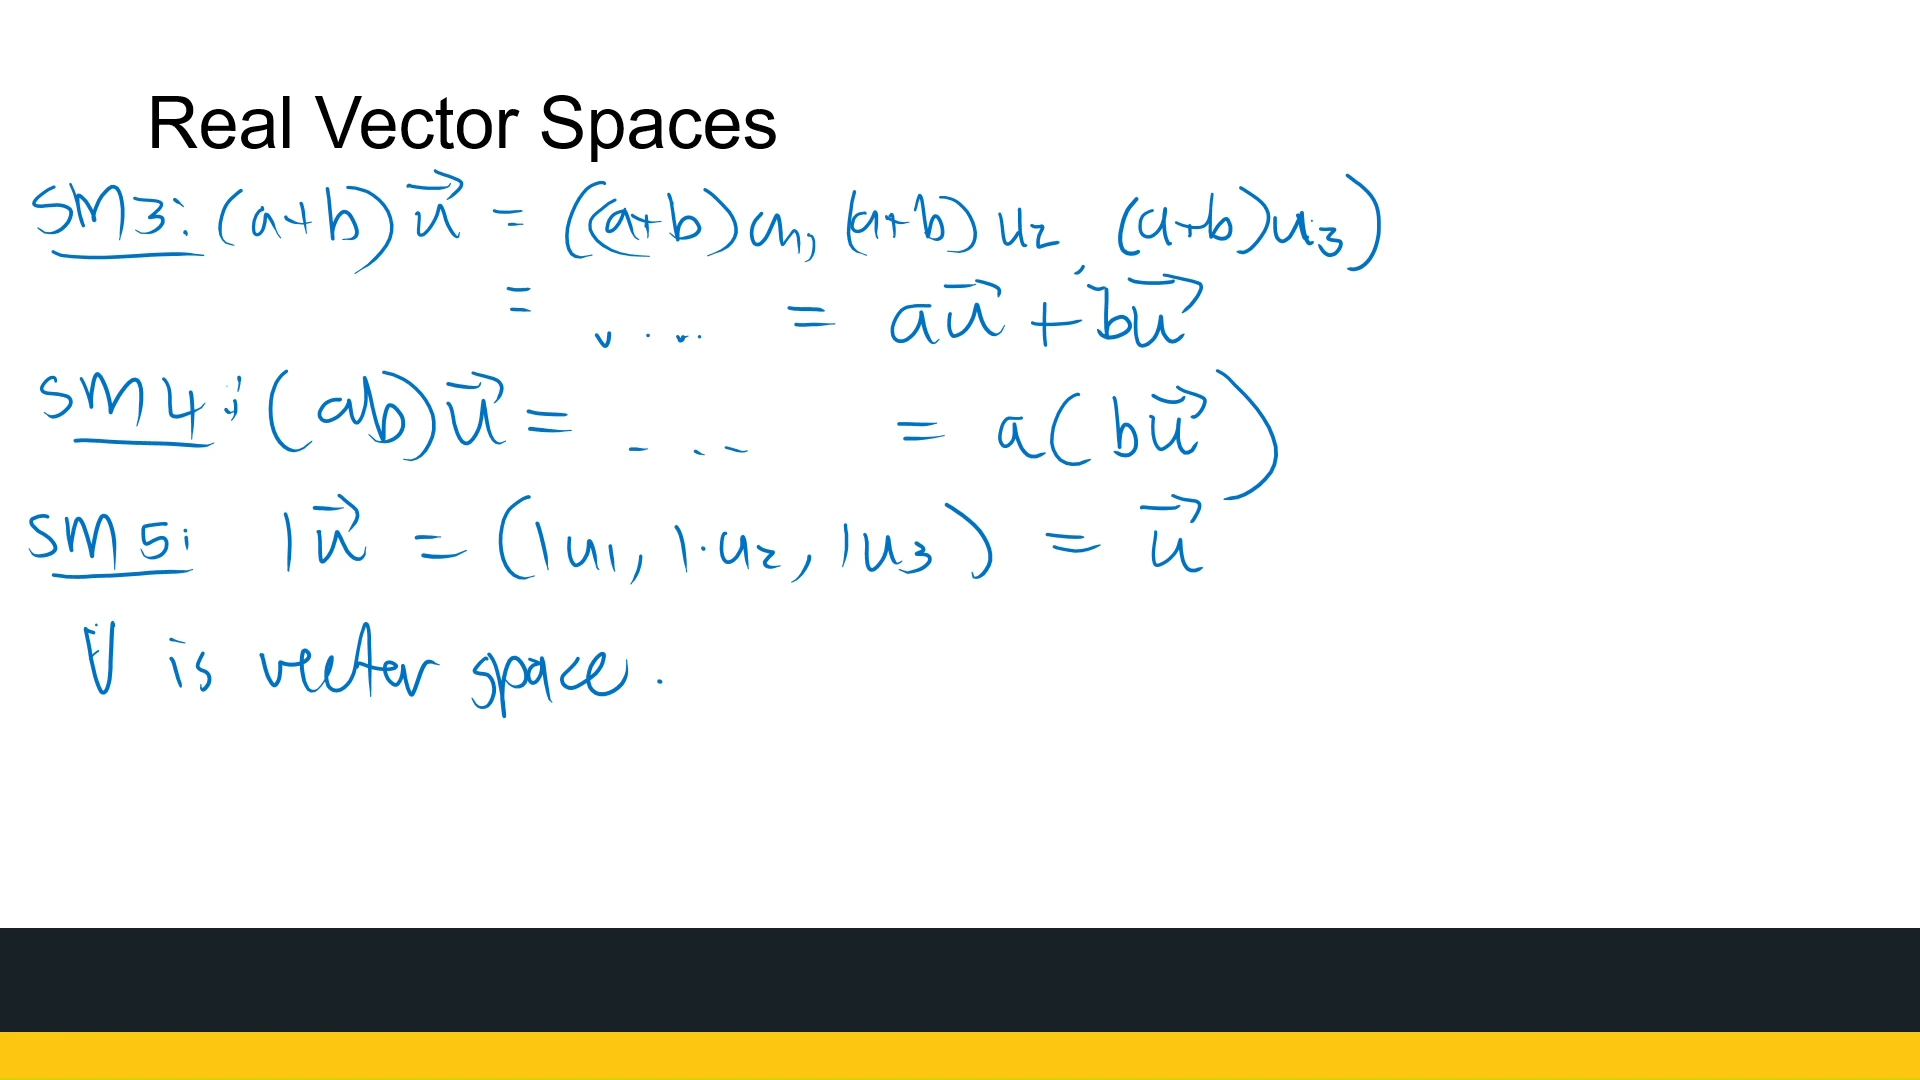 Real Vector Spaces
SM3: (a+b)u⃗ = ((a+b)u₁, (a+b)u₂, (a+b)u₃)
= .... = au⃗ + bu⃗
SM4: (ab)u⃗ = .... = a(bu⃗)
SM5: 1u⃗ = (1u₁, 1·u₂, 1u₃) = u⃗
V is vector space.